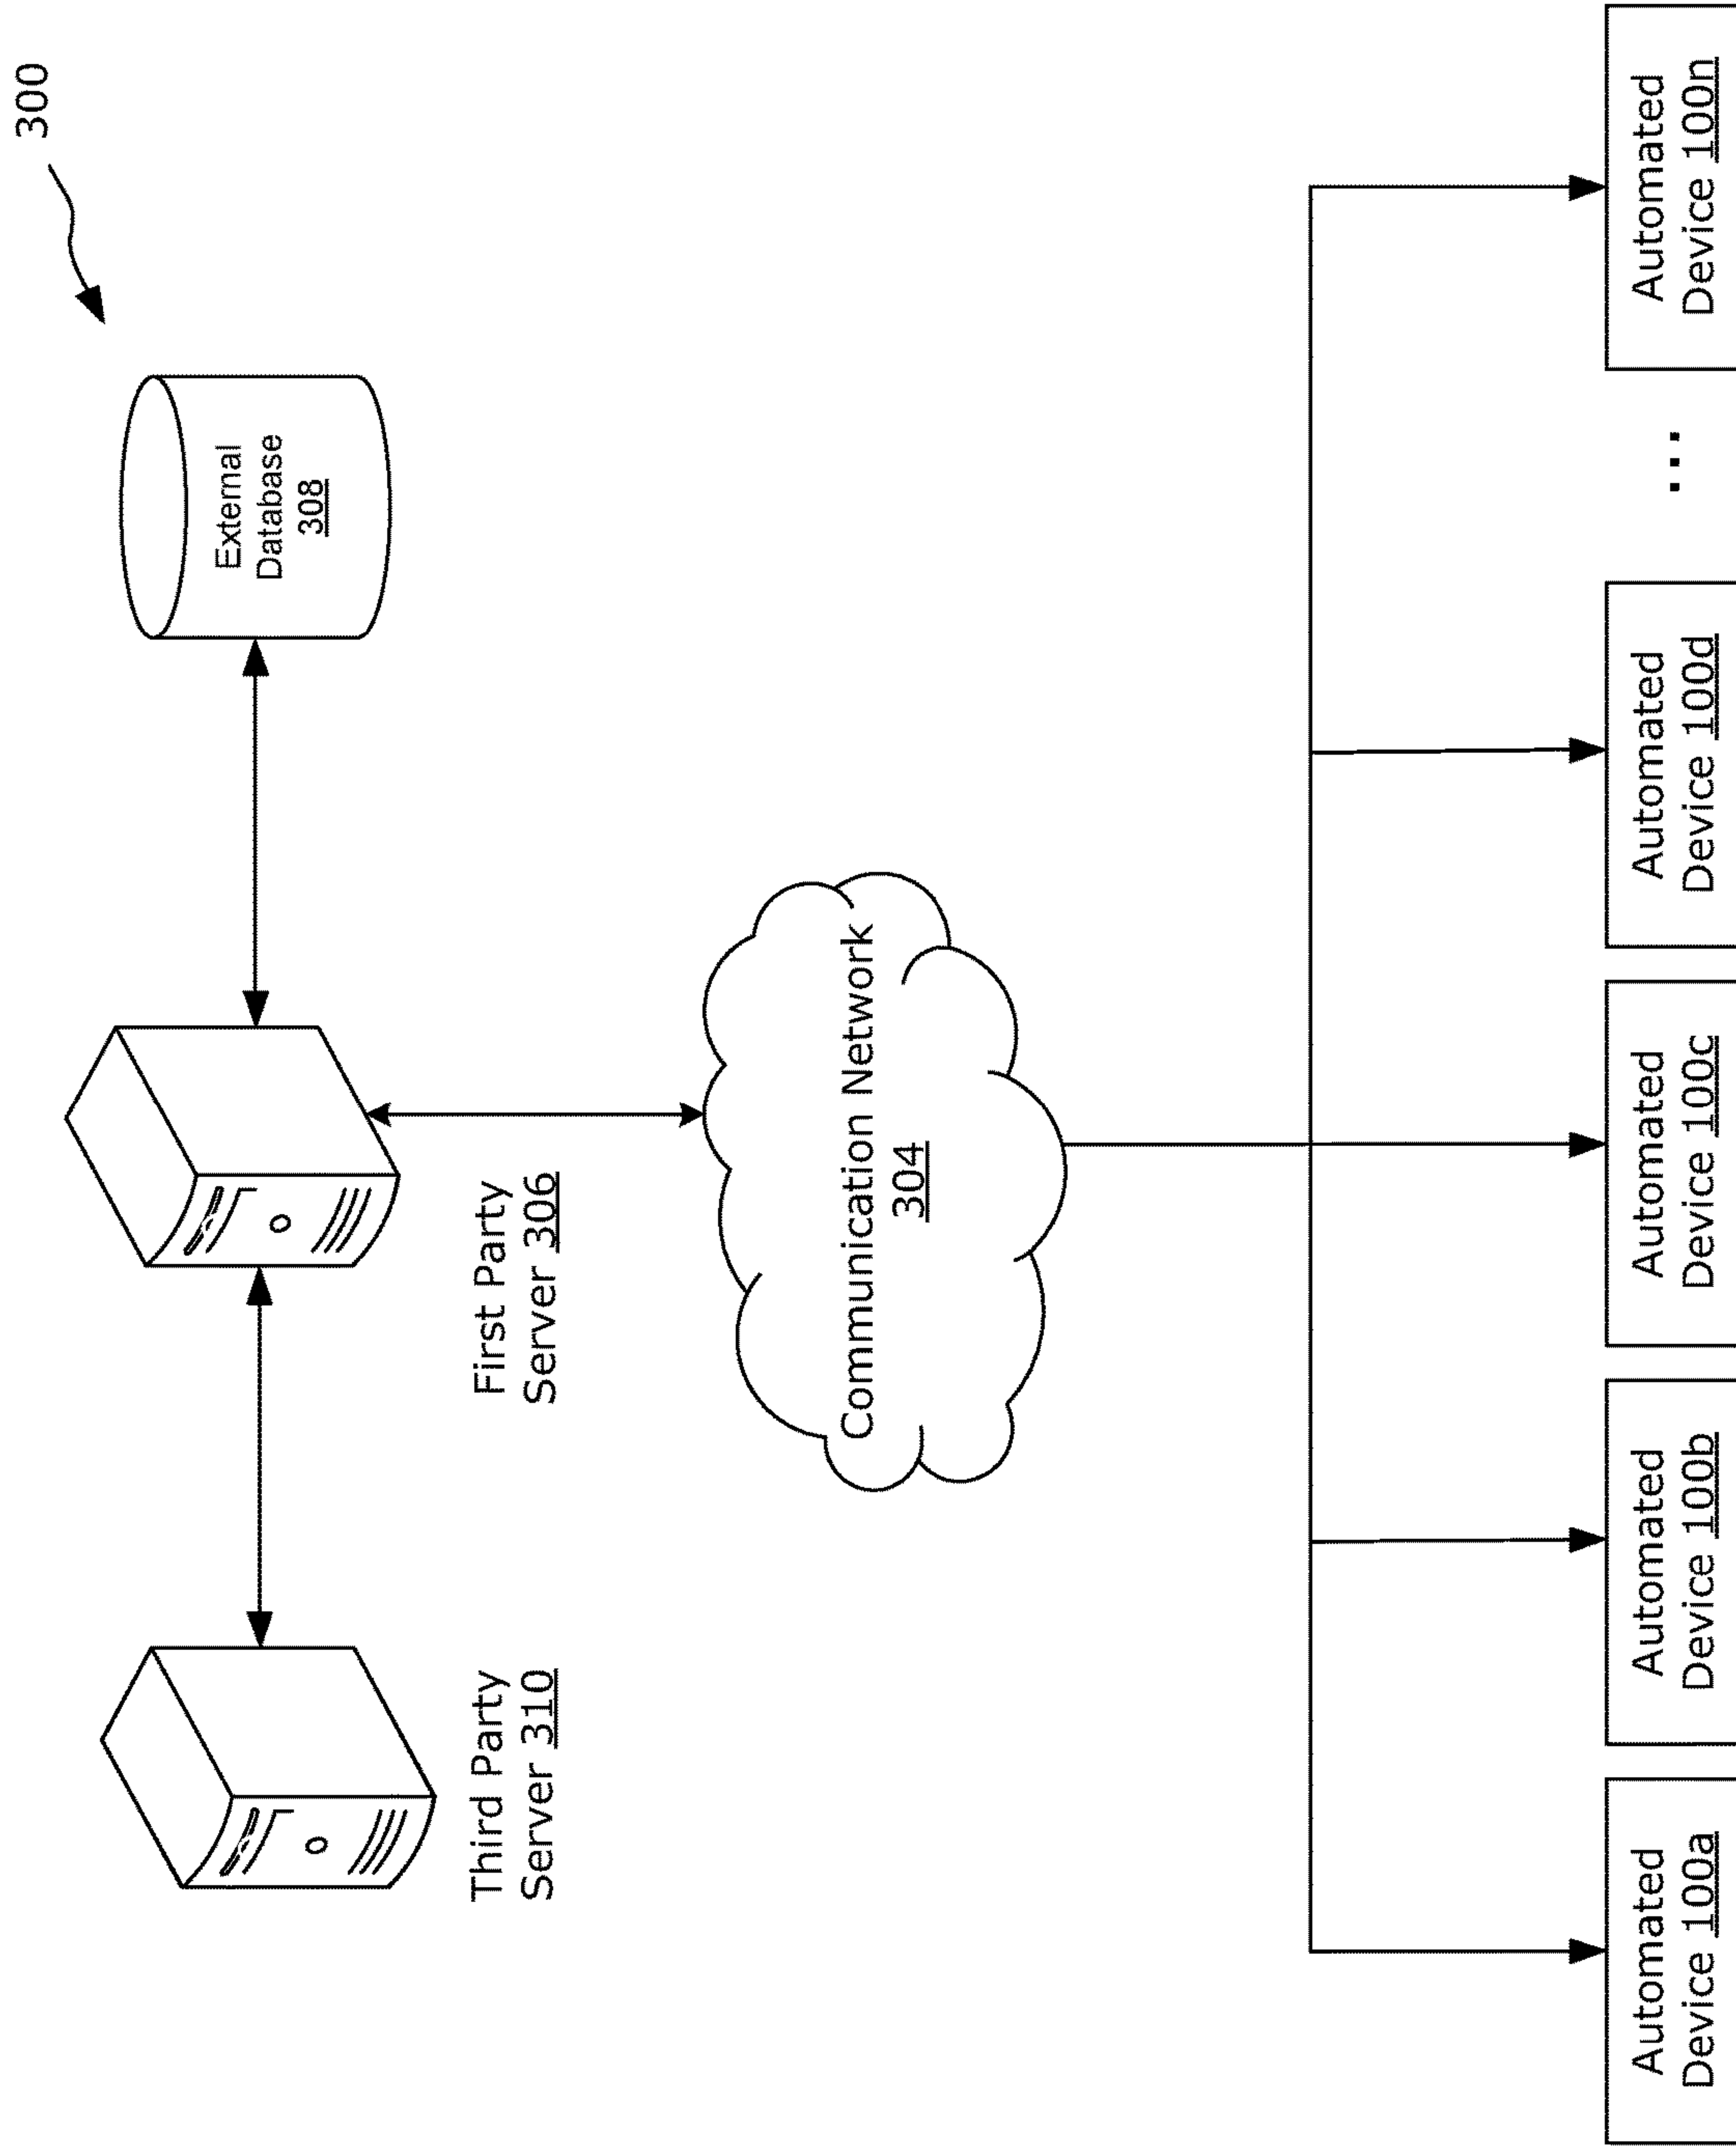 300
Third Party
Server 310
First Party
Server 306
External
Database
308
Communication Network
304
Automated
Device 100a
Automated
Device 100b
Automated
Device 100c
Automated
Device 100d
...
Automated
Device 100n